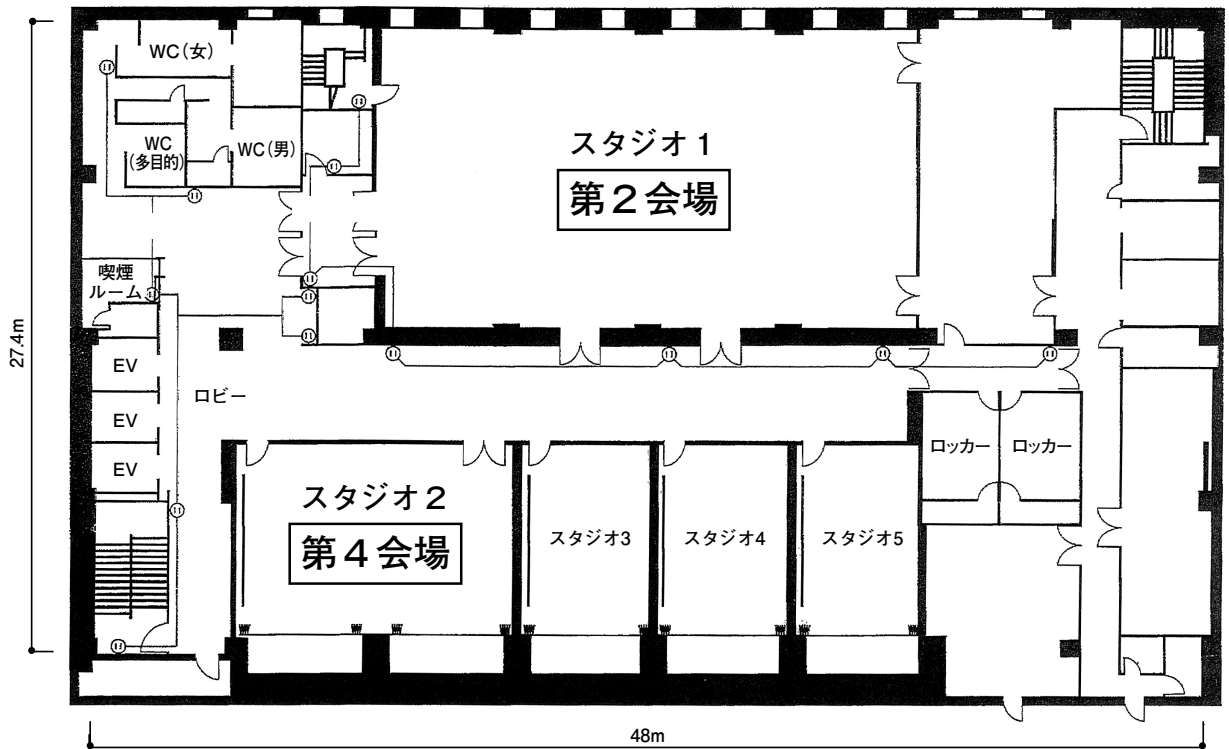 WC（女）
WC
（多目的）
WC（男）
スタジオ 1
第２会場
喫煙
ルーム
27.4m
EV
EV
EV
ロビー
ロッカー
ロッカー
スタジオ 2
第４会場
スタジオ3
スタジオ4
スタジオ5
48m